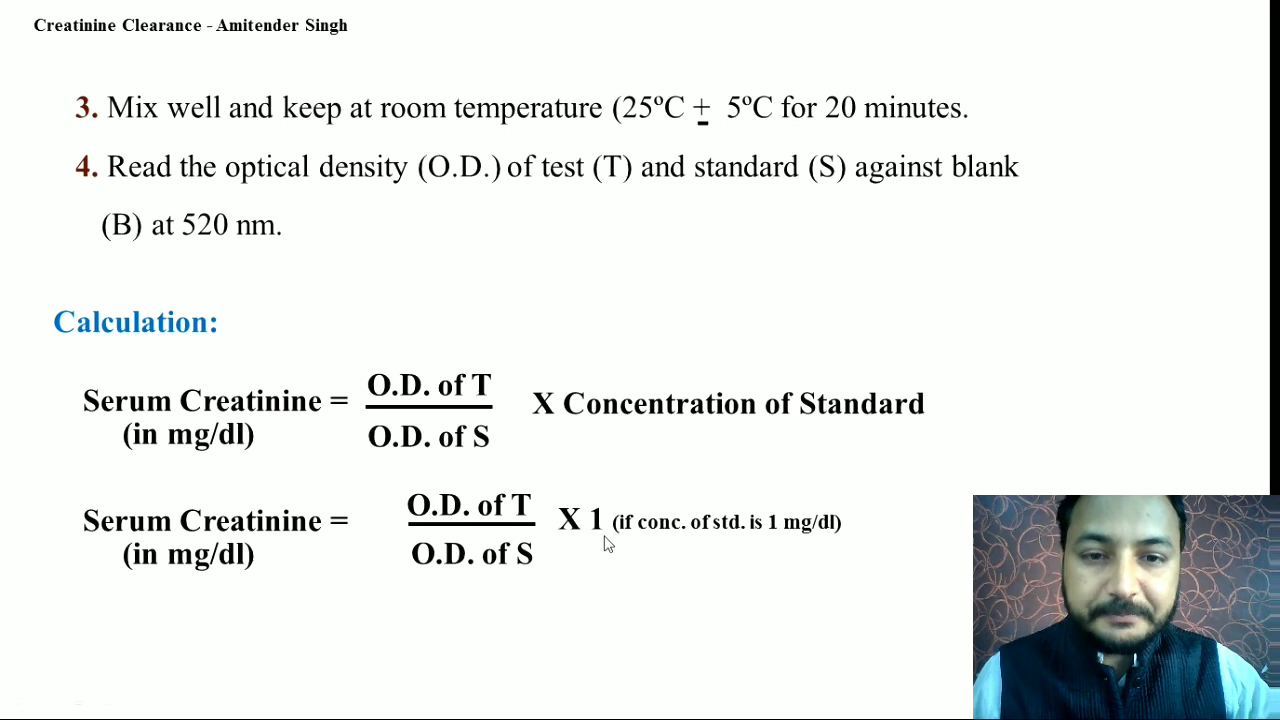 Creatinine Clearance - Amitender Singh
3. Mix well and keep at room temperature (25ºC + 5ºC for 20 minutes.
4. Read the optical density (O.D.) of test (T) and standard (S) against blank
(B) at 520 nm.
Calculation:
Serum Creatinine = O.D. of T X Concentration of Standard
(in mg/dl) O.D. of S
Serum Creatinine = O.D. of T X 1 (if conc. of std. is 1 mg/dl)
(in mg/dl) O.D. of S